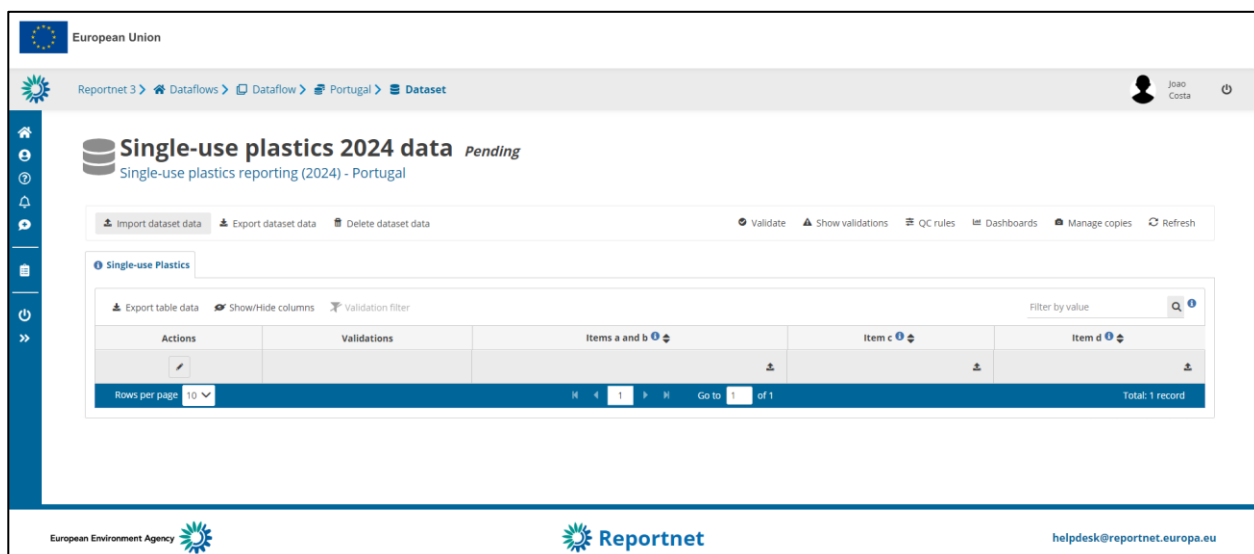 European Union
Reportnet 3 Dataflows Dataflow Portugal Dataset
Joao
Costa
Single-use plastics 2024 data Pending
Single-use plastics reporting (2024) - Portugal
Import dataset data Export dataset data Delete dataset data Validate Show validations QC rules Dashboards Manage copies Refresh
Single-use Plastics
Export table data Show/Hide columns Validation filter Filter by value
Actions Validations Items a and b Item c Item d
Rows per page 10 1 Go to 1 of 1 Total: 1 record
European Environment Agency Reportnet helpdesk@reportnet.europa.eu